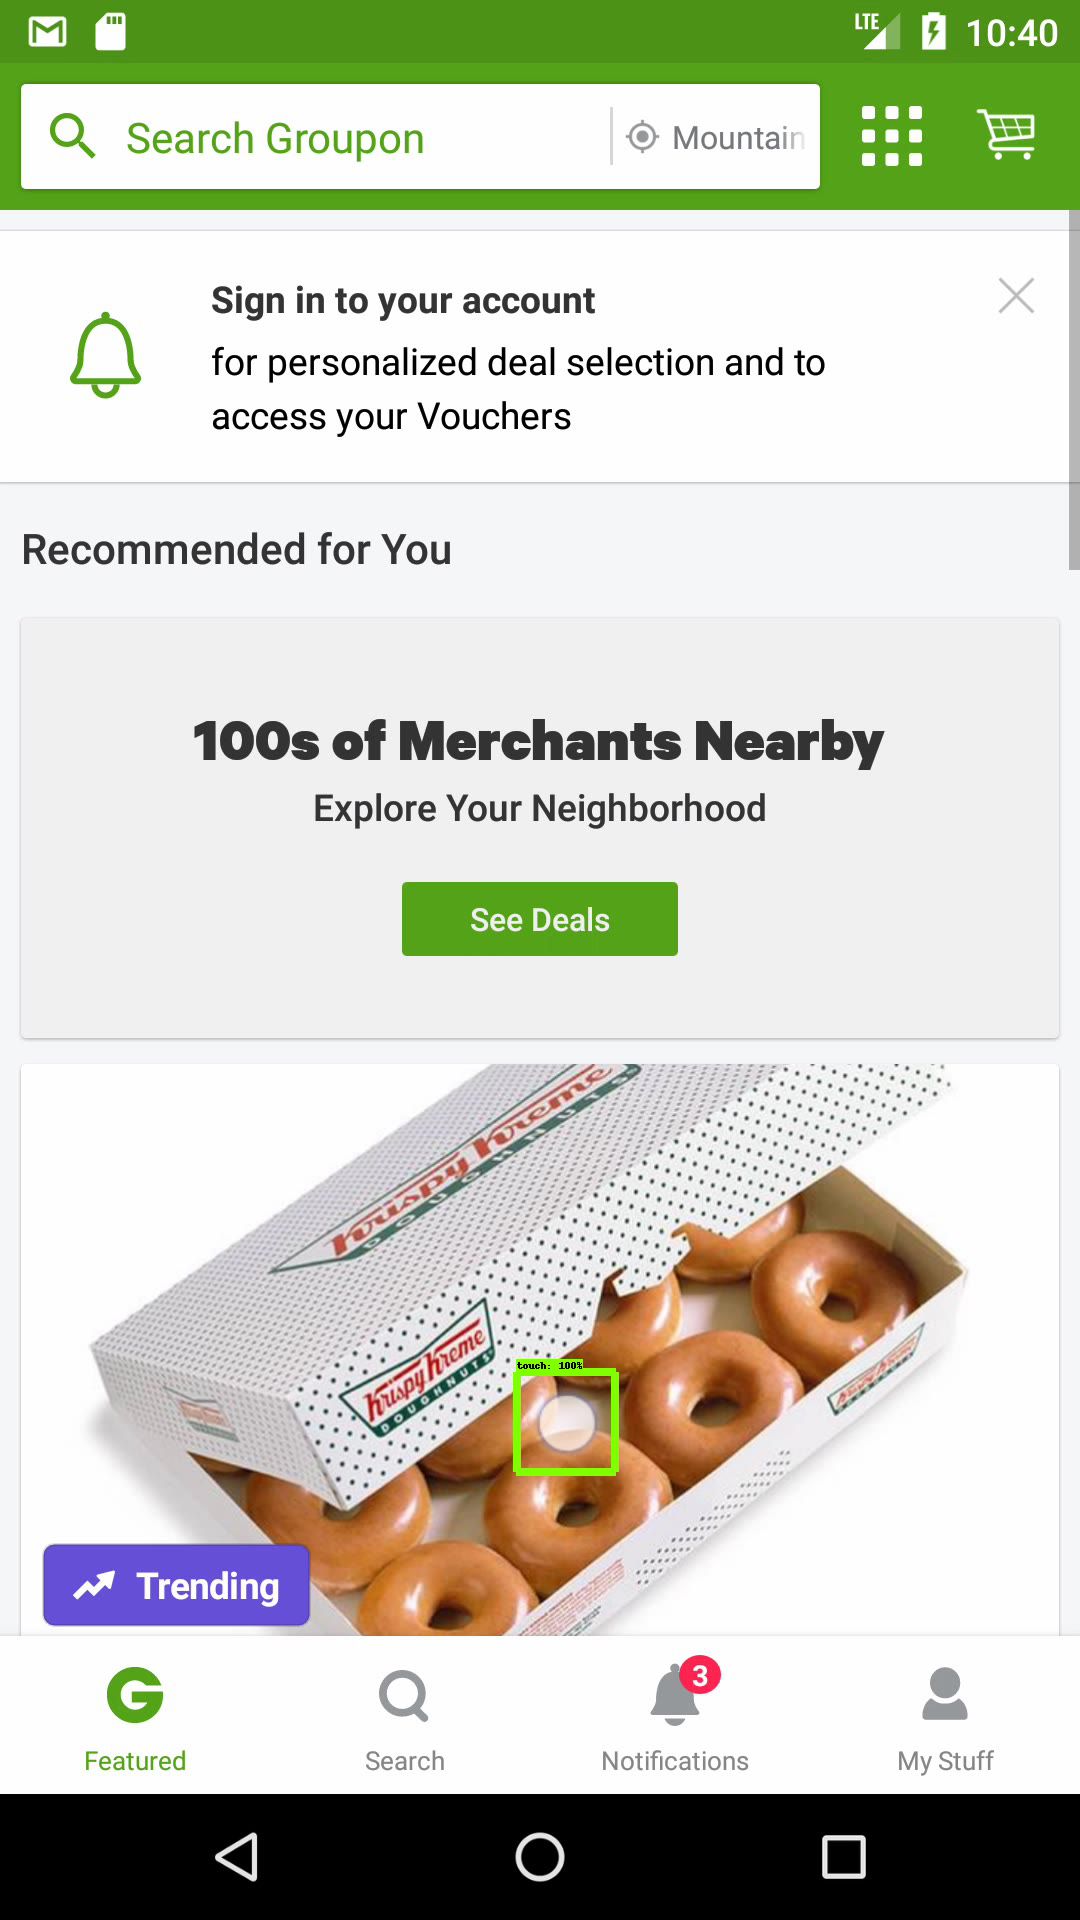 LTE 10:40
Search Groupon Mountain
Sign in to your account
for personalized deal selection and to
access your Vouchers
Recommended for You
100s of Merchants Nearby
Explore Your Neighborhood
See Deals
Krispy Kreme
DOUGHNUTS
Krispy Kreme
DOUGHNUTS
touch: 100%
Trending
3
Featured Search Notifications My Stuff